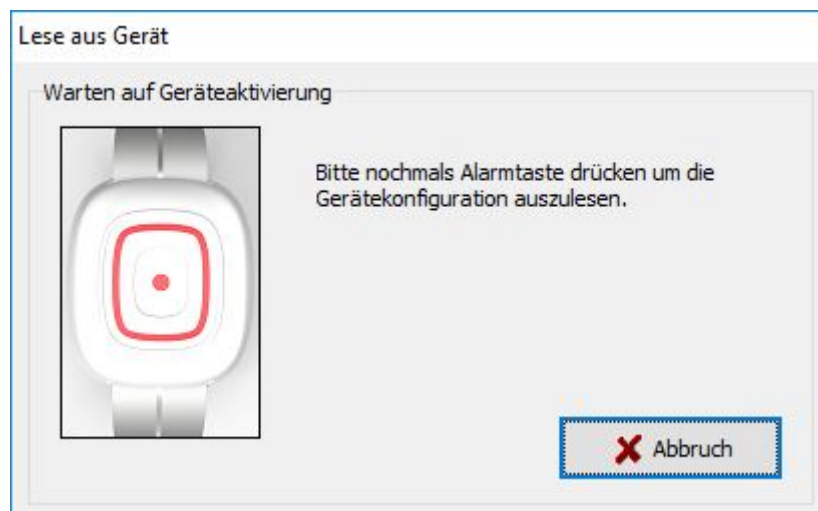 Lese aus Gerät
Warten auf Geräteaktivierung
Bitte nochmals Alarmtaste drücken um die
Gerätekonfiguration auszulesen.
Abbruch